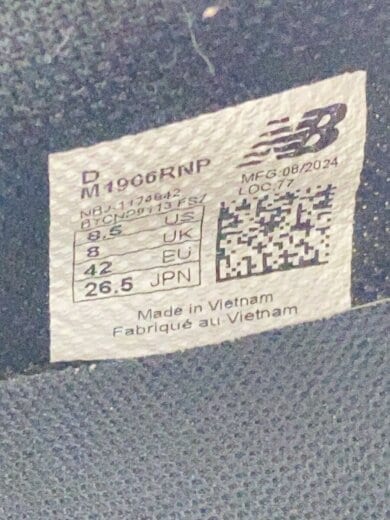 D
M1906RNP
MFG:08/2024
LOC.77
8.5 US
8 UK
42 EU
26.5 JPN
Made in Vietnam
Fabriqué au Vietnam